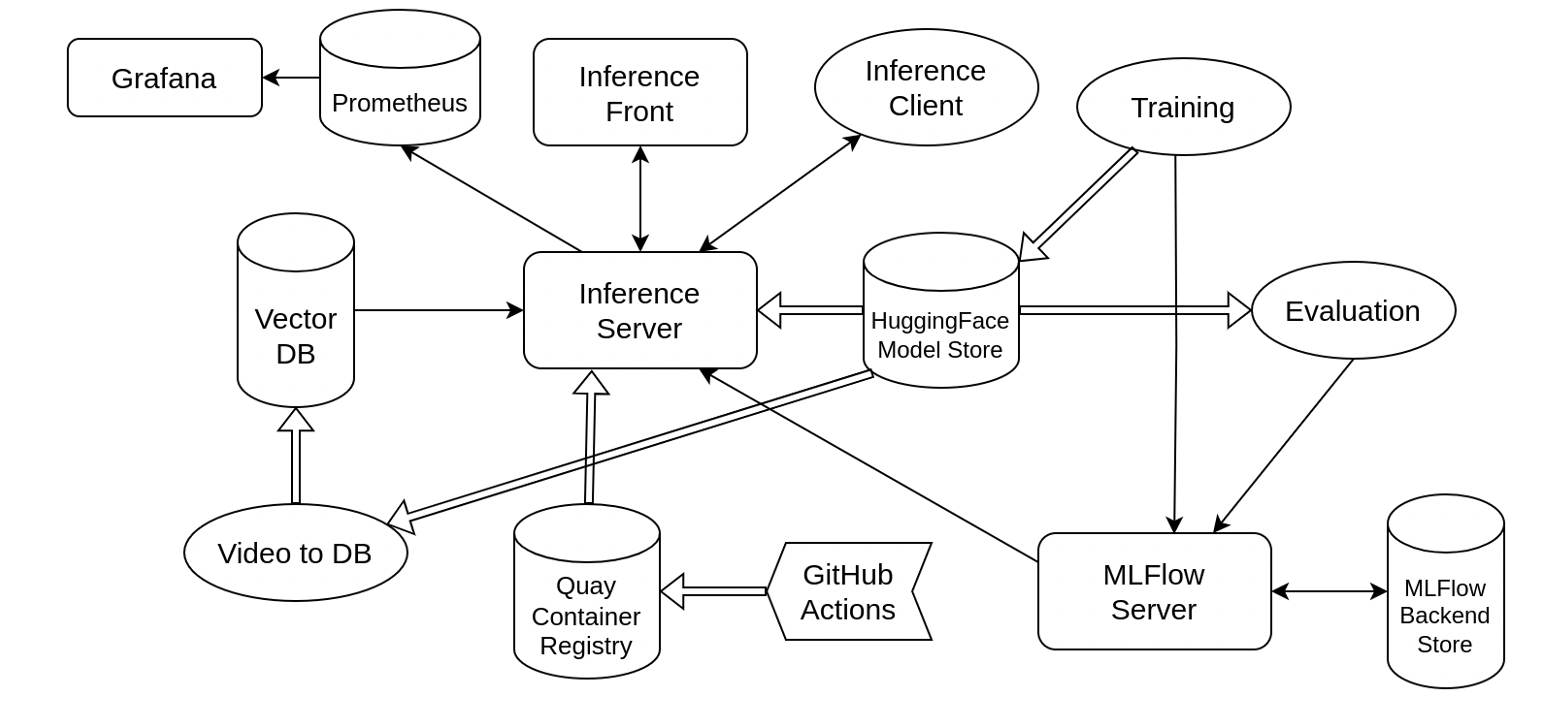 Grafana
Prometheus
Inference
Front
Inference
Client
Training
Vector
DB
Inference
Server
HuggingFace
Model Store
Evaluation
Video to DB
Quay
Container
Registry
GitHub
Actions
MLFlow
Server
MLFlow
Backend
Store